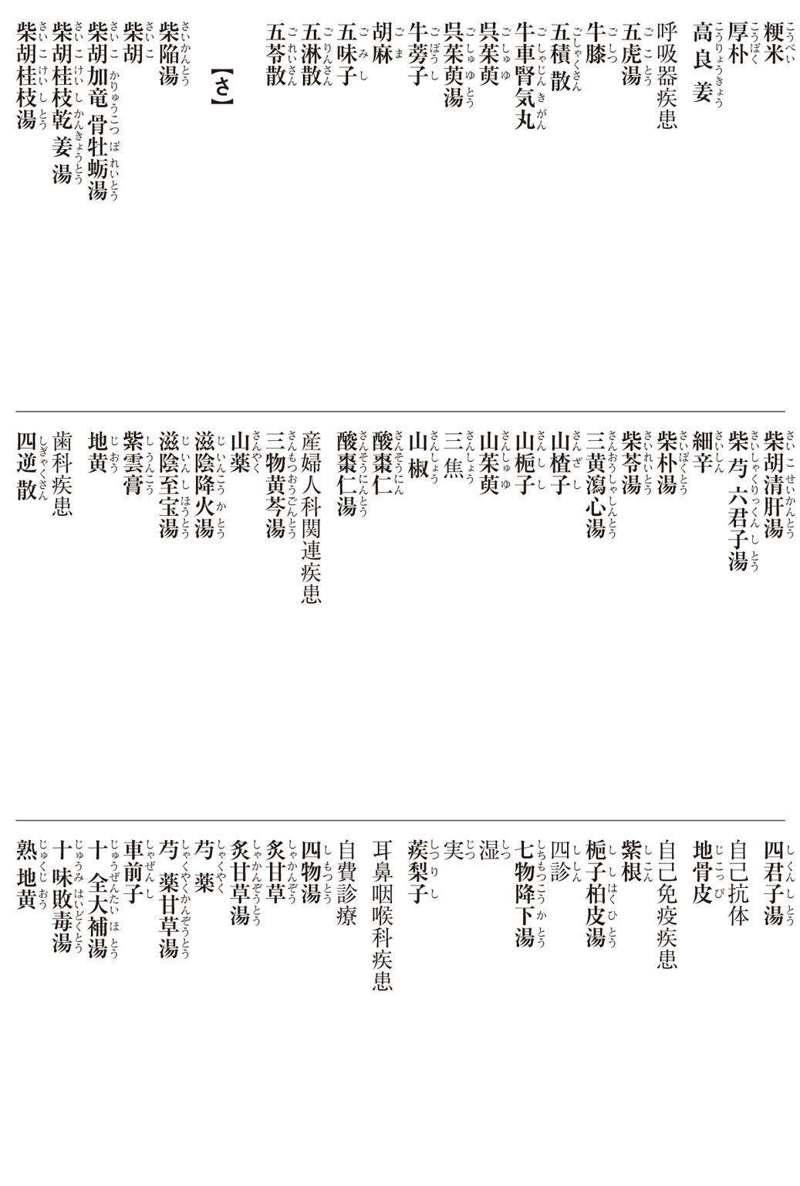 粳米
厚朴
高良姜
呼吸器疾患
五虎湯
牛膝
五積散
牛車腎気丸
呉茱萸
呉茱萸湯
牛蒡子
胡麻
五味子
五淋散
五苓散
【さ】
柴陥湯
柴胡
柴胡加竜骨牡蛎湯
柴胡桂枝乾姜湯
柴胡桂枝湯
柴胡清肝湯
柴芍六君子湯
細辛
柴朴湯
柴苓湯
三黄瀉心湯
山楂子
山梔子
山茱萸
三焦
山椒
酸棗仁
酸棗仁湯
産婦人科関連疾患
三物黄芩湯
山薬
滋陰降火湯
滋陰至宝湯
紫雲膏
地黄
歯科疾患
四逆散
四君子湯
自己抗体
地骨皮
自己免疫疾患
紫根
梔子柏皮湯
四診
七物降下湯
湿
実
蒺梨子
耳鼻咽喉科疾患
自費診療
四物湯
炙甘草
炙甘草湯
芍薬
芍薬甘草湯
車前子
十全大補湯
十味敗毒湯
熟地黄